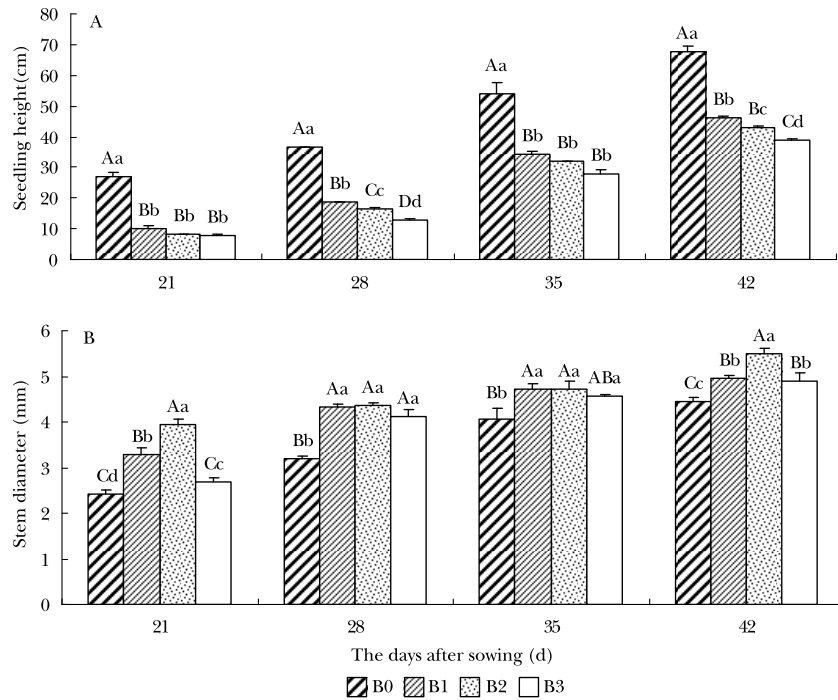 A
Seedling height(cm)
80
70
60
50
40
30
20
10
0
Aa Bb Bb Bb
Aa Bb Cc Dd
Aa Bb Bb Bb
Aa Bb Bc Cd
21 28 35 42
B
Stem diameter (mm)
6
5
4
3
2
1
0
Cd Bb Aa Cc
Bb Aa Aa Aa
Bb Aa Aa ABa
Cc Bb Aa Bb
21 28 35 42
The days after sowing (d)
B0 B1 B2 B3